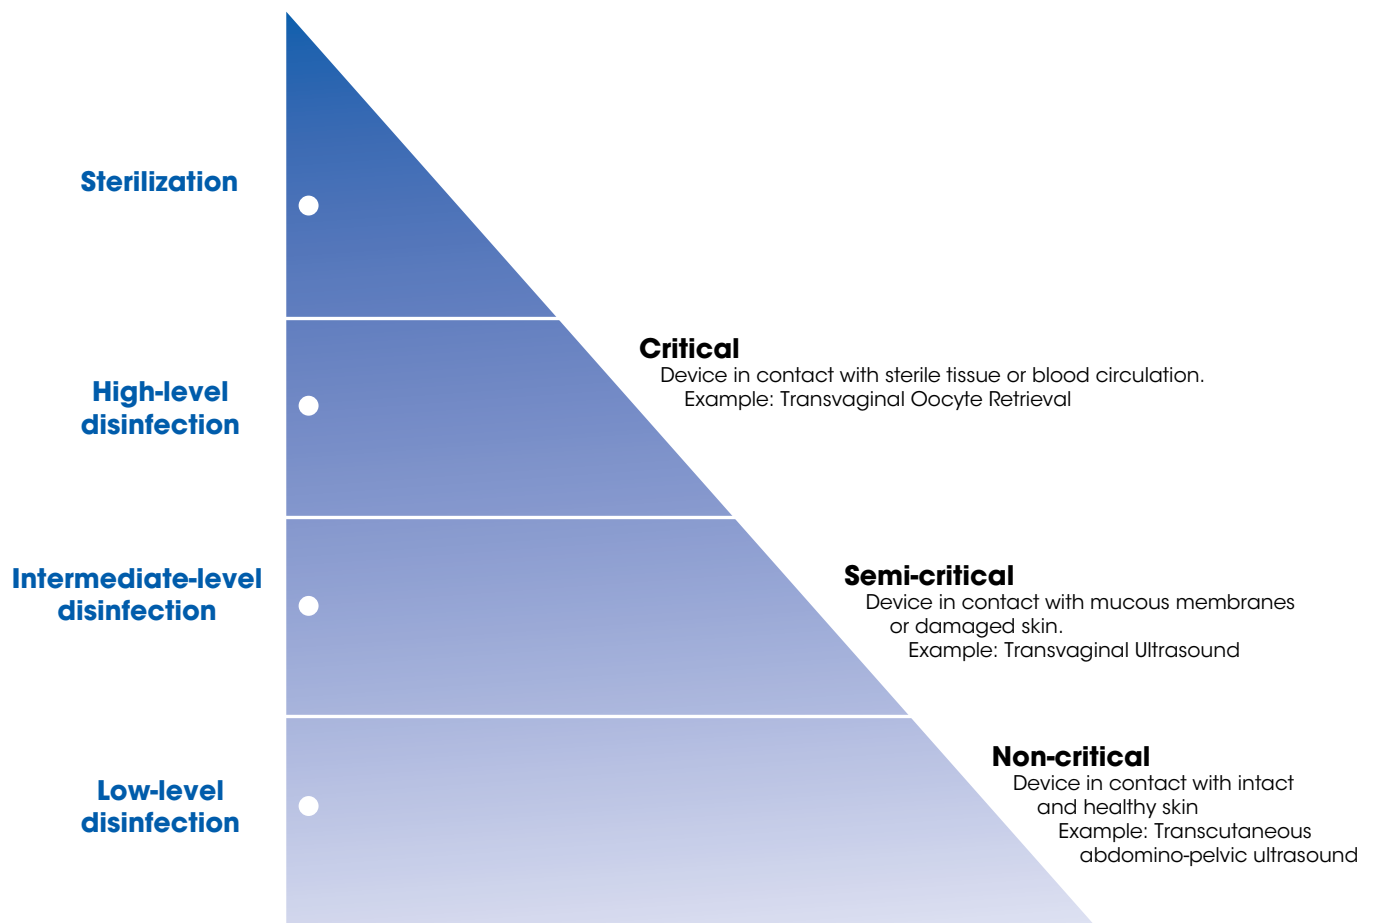 Sterilization
High-level
disinfection
Critical
Device in contact with sterile tissue or blood circulation.
Example: Transvaginal Oocyte Retrieval
Intermediate-level
disinfection
Semi-critical
Device in contact with mucous membranes
or damaged skin.
Example: Transvaginal Ultrasound
Low-level
disinfection
Non-critical
Device in contact with intact
and healthy skin
Example: Transcutaneous
abdomino-pelvic ultrasound